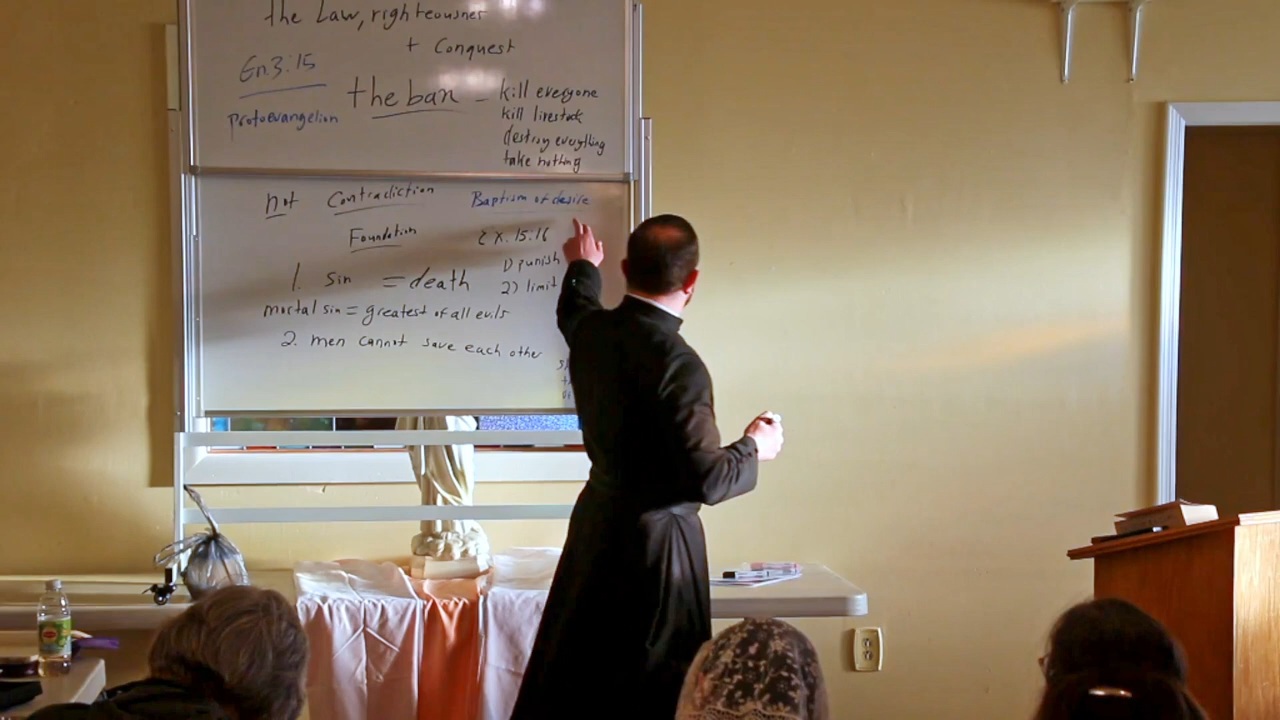 the Law, righteousness
+ Conquest
Gn. 3:15
protoevangelion
the ban – kill everyone
kill livestock
destroy everything
take nothing
not Contradiction
Baptism of desire
Foundation
15:16
1) punish
2) limit
1. sin = death
mortal sin = greatest of all evils
2. men cannot save each other